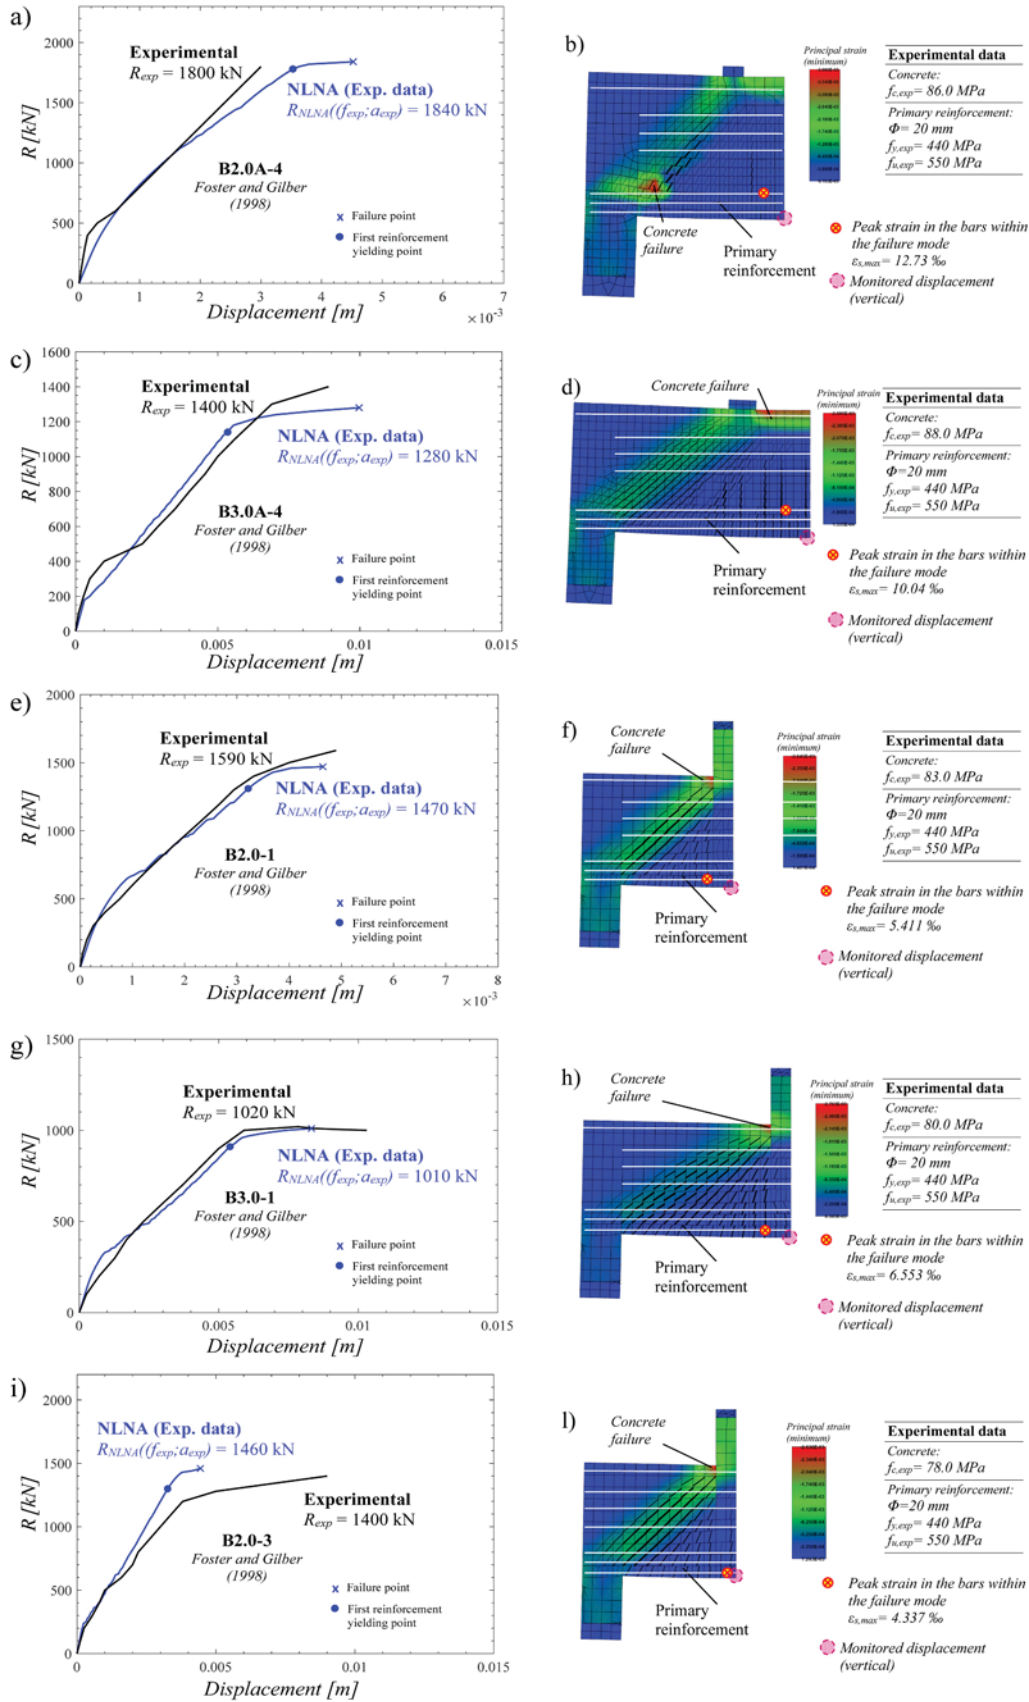 a)
2000
1500
1000
500
0
R [kN]
Experimental
Rexp = 1800 kN
NLNA (Exp. data)
RNLNA((fexp;aexp) = 1840 kN
B2.0A-4
Foster and Gilber
(1998)
Failure point
First reinforcement
yielding point
0 1 2 3 4 5 6 7
Displacement [m]
×10-3
b)
Principal strain
(minimum)
Concrete
failure
Primary
reinforcement
Experimental data
Concrete:
fc,exp= 86.0 MPa
Primary reinforcement:
Φ= 20 mm
fy,exp= 440 MPa
fu,exp= 550 MPa
Peak strain in the bars within
the failure mode
εs,max= 12.73 ‰
Monitored displacement
(vertical)
c)
1600
1400
1200
1000
800
600
400
200
0
R [kN]
Experimental
Rexp = 1400 kN
NLNA (Exp. data)
RNLNA((fexp;aexp) = 1280 kN
B3.0A-4
Foster and Gilber
(1998)
Failure point
First reinforcement
yielding point
0 0.005 0.01 0.015
Displacement [m]
d)
Concrete failure
Principal strain
(minimum)
Primary
reinforcement
Experimental data
Concrete:
fc,exp= 88.0 MPa
Primary reinforcement:
Φ=20 mm
fy,exp= 440 MPa
fu,exp= 550 MPa
Peak strain in the bars within
the failure mode
εs,max= 10.04 ‰
Monitored displacement
(vertical)
e)
2000
1500
1000
500
0
R [kN]
Experimental
Rexp = 1590 kN
NLNA (Exp. data)
RNLNA((fexp;aexp) = 1470 kN
B2.0-1
Foster and Gilber
(1998)
Failure point
First reinforcement
yielding point
0 1 2 3 4 5 6 7 8
Displacement [m]
×10-3
f)
Concrete
failure
Principal strain
(minimum)
Primary
reinforcement
Experimental data
Concrete:
fc,exp= 83.0 MPa
Primary reinforcement:
Φ=20 mm
fy,exp= 440 MPa
fu,exp= 550 MPa
Peak strain in the bars within
the failure mode
εs,max= 5.411 ‰
Monitored displacement
(vertical)
g)
1500
1000
500
0
R [kN]
Experimental
Rexp = 1020 kN
NLNA (Exp. data)
RNLNA((fexp;aexp) = 1010 kN
B3.0-1
Foster and Gilber
(1998)
Failure point
First reinforcement
yielding point
0 0.005 0.01 0.015
Displacement [m]
h)
Concrete
failure
Principal strain
(minimum)
Primary
reinforcement
Experimental data
Concrete:
fc,exp= 80.0 MPa
Primary reinforcement:
Φ= 20 mm
fy,exp= 440 MPa
fu,exp= 550 MPa
Peak strain in the bars within
the failure mode
εs,max= 6.553 ‰
Monitored displacement
(vertical)
i)
2000
1500
1000
500
0
R [kN]
NLNA (Exp. data)
RNLNA((fexp;aexp) = 1460 kN
Experimental
Rexp = 1400 kN
B2.0-3
Foster and Gilber
(1998)
Failure point
First reinforcement
yielding point
0 0.005 0.01 0.015
Displacement [m]
l)
Concrete
failure
Principal strain
(minimum)
Primary
reinforcement
Experimental data
Concrete:
fc,exp= 78.0 MPa
Primary reinforcement:
Φ=20 mm
fy,exp= 440 MPa
fu,exp= 550 MPa
Peak strain in the bars within
the failure mode
εs,max= 4.337 ‰
Monitored displacement
(vertical)